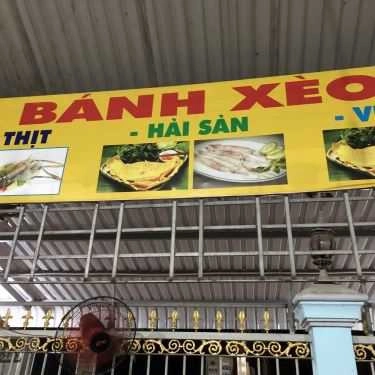 BÁNH XÈO
THỊT - HẢI SẢN